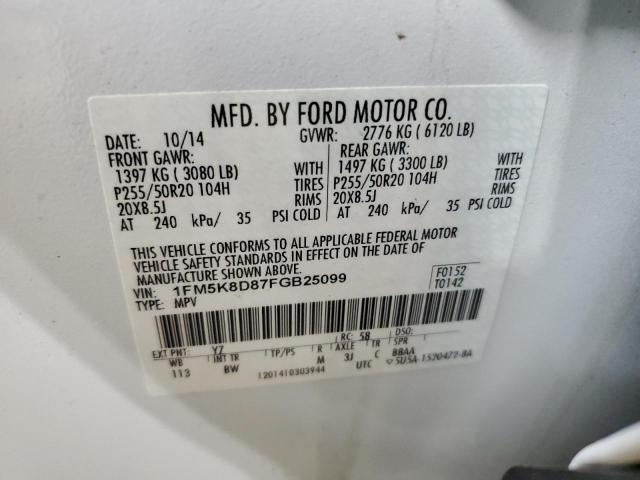 MFD. BY FORD MOTOR CO.
DATE: 10/14 GVWR: 2776 KG ( 6120 LB)
FRONT GAWR: REAR GAWR:
1397 KG ( 3080 LB) WITH 1497 KG ( 3300 LB) WITH
P255/50R20 104H TIRES P255/50R20 104H TIRES
20X8.5J RIMS 20X8.5J RIMS
AT 240 kPa/ 35 PSI COLD AT 240 kPa/ 35 PSI COLD
THIS VEHICLE CONFORMS TO ALL APPLICABLE FEDERAL MOTOR
VEHICLE SAFETY STANDARDS IN EFFECT ON THE DATE OF
MANUFACTURE SHOWN ABOVE.
VIN: 1FM5K8D87FGB25099 F0152
TYPE: MPV T0142
EXT PNT: Y7 RC: 58 DSO:
WB INT TR TP/PS R AXLE TR SPR
113 BW M 3J C BBAA
1201410303944 UTC 5U5A-1520472-BA